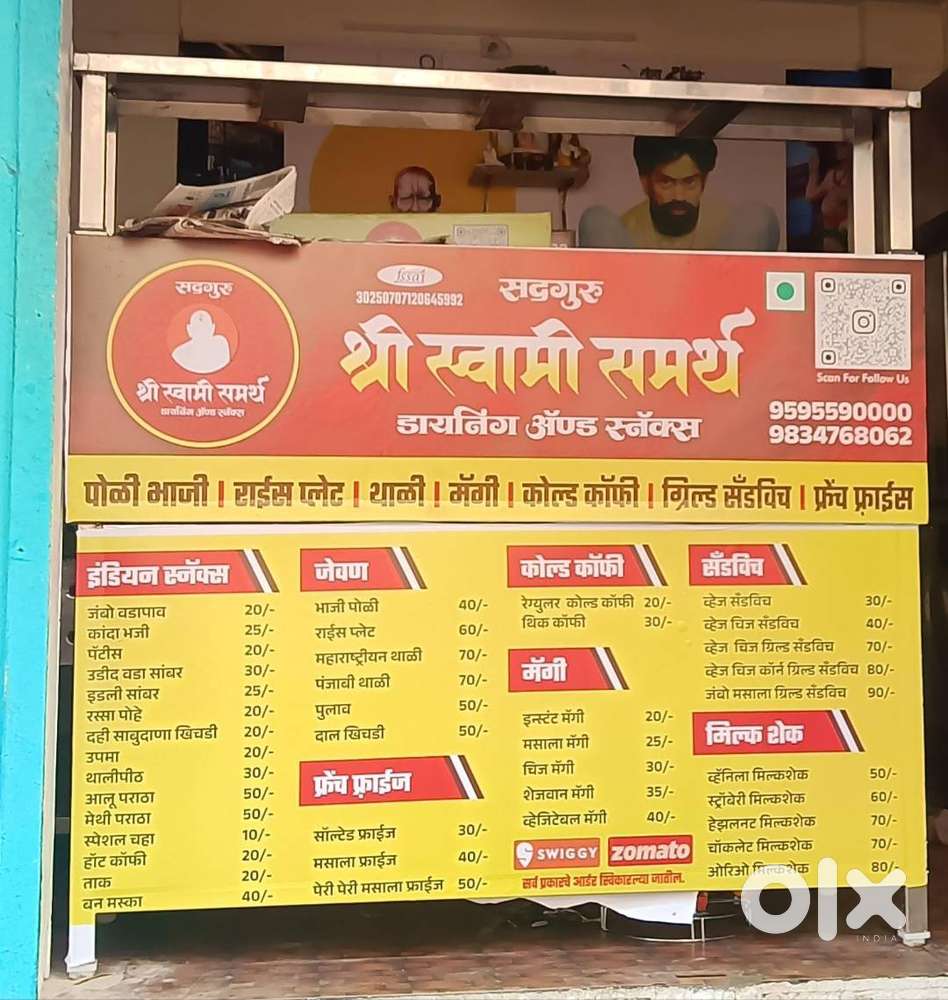 सद्गुरु
श्री स्वामी समर्थ
डायनिंग अ‍ॅण्ड स्नॅक्स
fssai
30250707120645992
सद्गुरु
श्री स्वामी समर्थ
डायनिंग अ‍ॅण्ड स्नॅक्स
Scan For Follow Us
9595590000
9834768062
पोळी भाजी | राईस प्लेट | थाळी | मॅगी | कोल्ड कॉफी | ग्रिल्ड सँडविच | फ्रेंच फ्राईस
इंडियन स्नॅक्स
जंबो वडापाव 20/-
कांदा भजी 25/-
पॅटीस 20/-
उडीद वडा सांबर 30/-
इडली सांबर 25/-
रस्सा पोहे 20/-
दही साबुदाणा खिचडी 20/-
उपमा 20/-
थालीपीठ 30/-
आलू पराठा 50/-
मेथी पराठा 50/-
स्पेशल चहा 10/-
हॉट कॉफी 20/-
ताक 20/-
बन मस्का 40/-
जेवण
भाजी पोळी 40/-
राईस प्लेट 60/-
महाराष्ट्रीयन थाळी 70/-
पंजावी थाळी 70/-
पुलाव 50/-
दाल खिचडी 50/-
फ्रेंच फ्राईज
सॉल्टेड फ्राईज 30/-
मसाला फ्राईज 40/-
पेरी पेरी मसाला फ्राईज 50/-
कोल्ड कॉफी
रेग्युलर कोल्ड कॉफी 20/-
थिक कॉफी 30/-
मॅगी
इन्स्टंट मॅगी 20/-
मसाला मॅगी 25/-
चिज मॅगी 30/-
शेजवान मॅगी 35/-
व्हेजिटेबल मॅगी 40/-
SWIGGY zomato
सर्व प्रकारचे आर्डर स्विकारल्या जातील.
सँडविच
व्हेज सँडविच 30/-
व्हेज चिज सँडविच 40/-
व्हेज चिज ग्रिल्ड सँडविच 70/-
व्हेज चिज कॉर्न ग्रिल्ड सँडविच 80/-
जंबो मसाला ग्रिल्ड सँडविच 90/-
मिल्क शेक
व्हॅनिला मिल्कशेक 50/-
स्ट्रॉवेरी मिल्कशेक 60/-
हेझलनट मिल्कशेक 70/-
चॉकलेट मिल्कशेक 70/-
ओरिओ मिल्कशेक 80/-
olx
INDIA